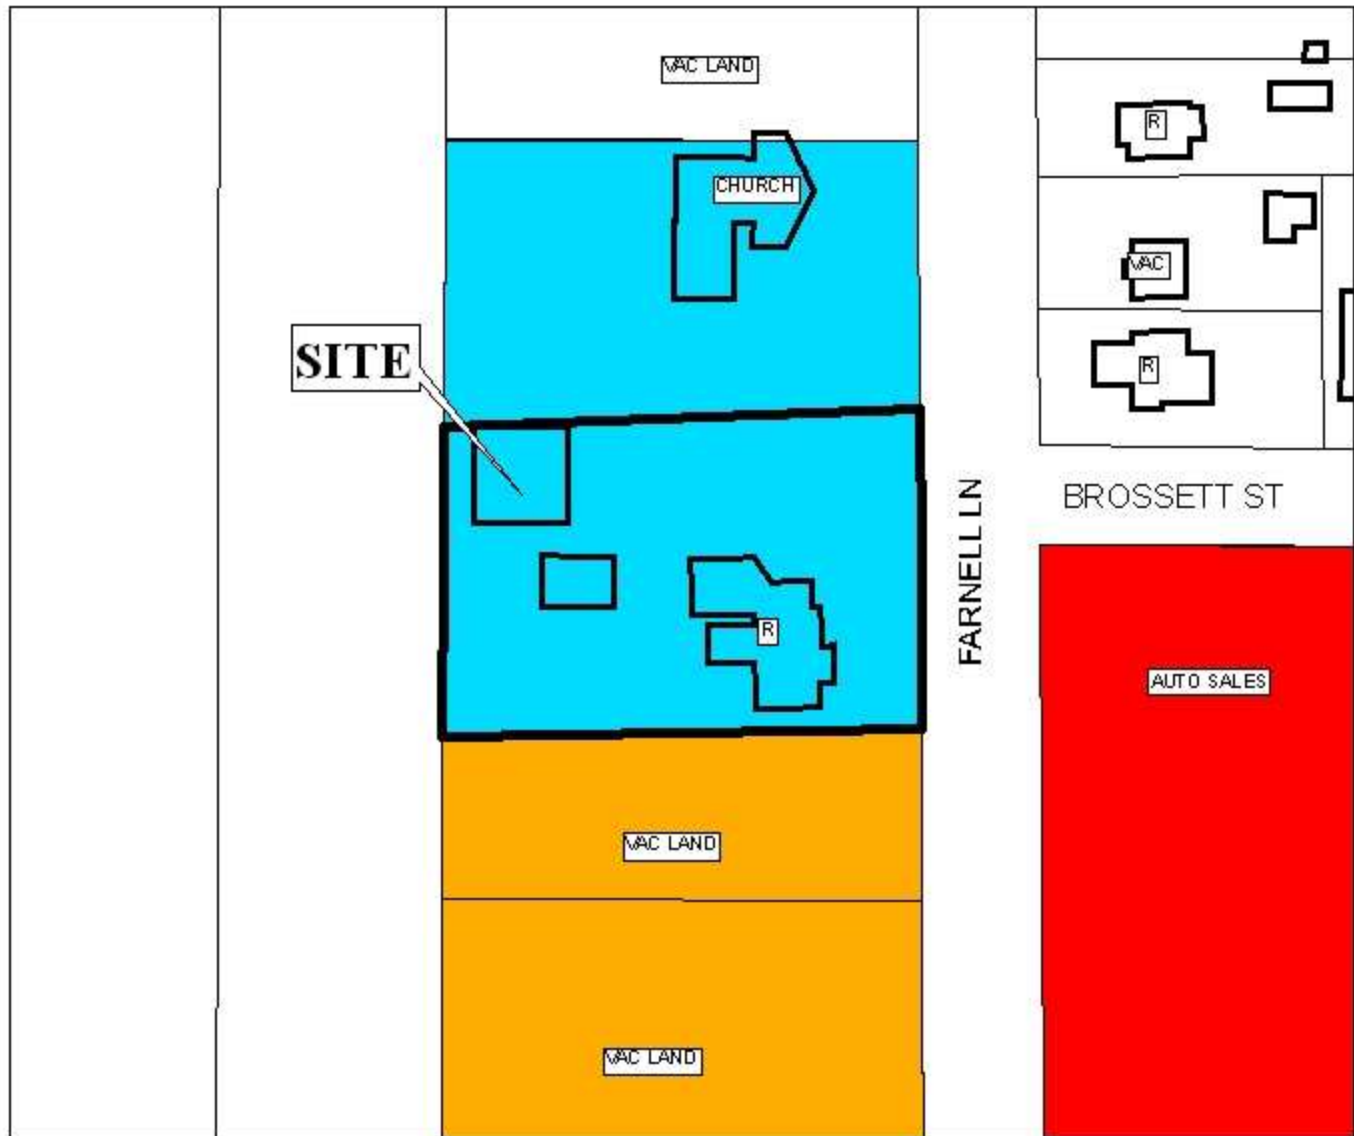 VAC LAND
R
CHURCH
VAC
SITE
R
BROSSETT ST
FARNELL LN
R
AUTO SALES
VAC LAND
VAC LAND